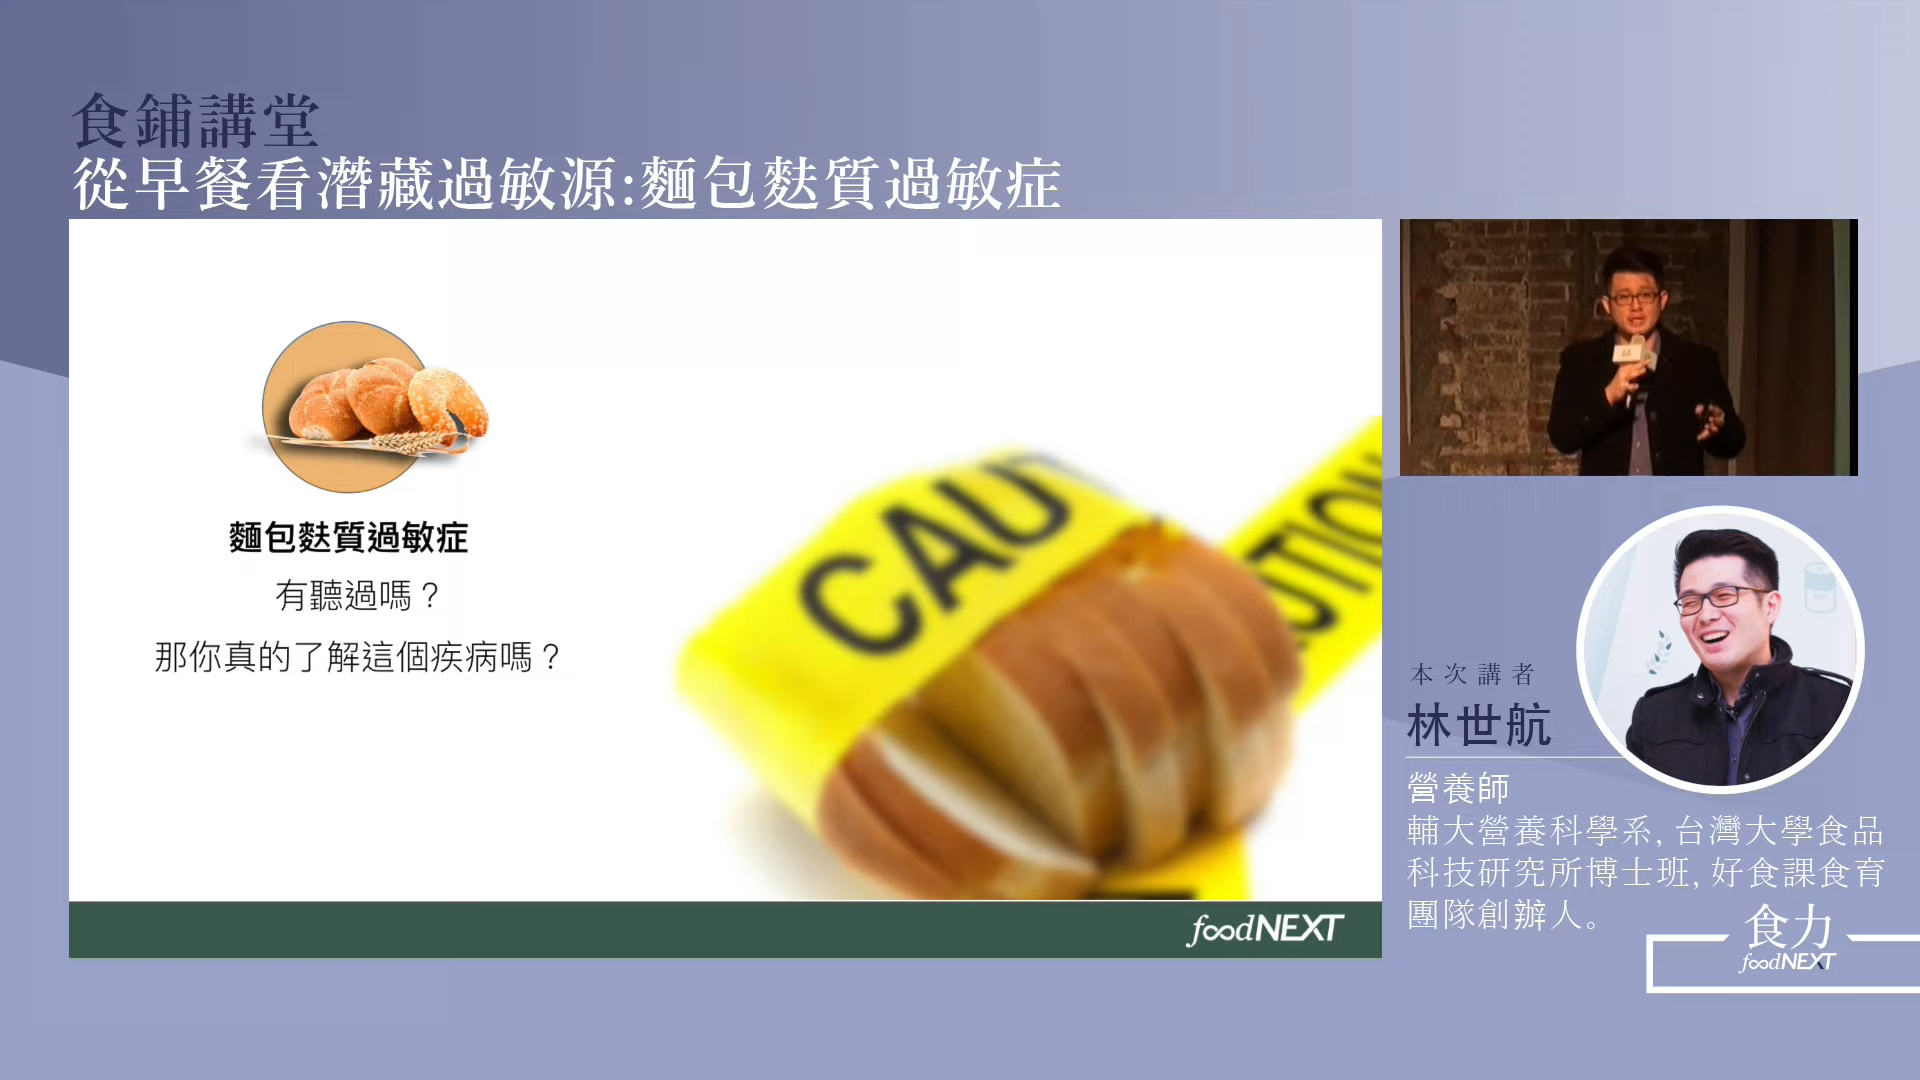 食鋪講堂
從早餐看潛藏過敏源:麵包麩質過敏症
麵包麩質過敏症
有聽過嗎？
那你真的了解這個疾病嗎？
CAUT
UTION
foodNEXT
本次講者
林世航
營養師
輔大營養科學系, 台灣大學食品
科技研究所博士班, 好食課食育
團隊創辦人。
食力
foodNEXT